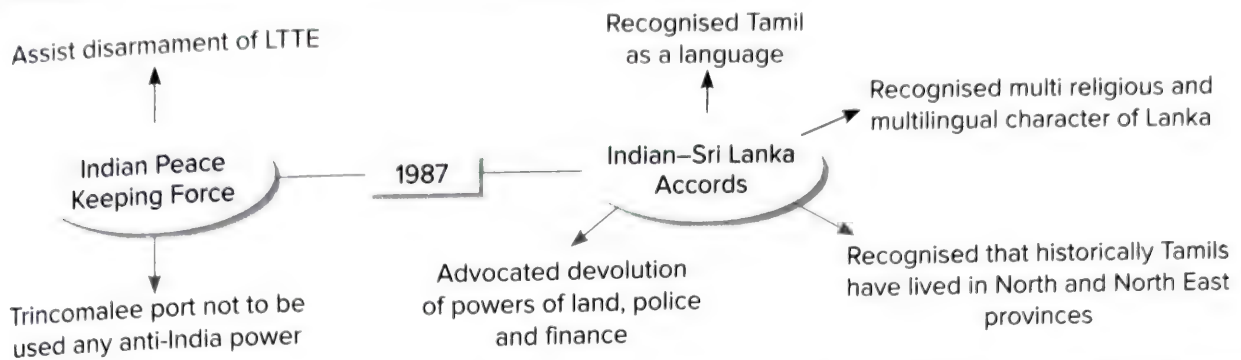 Assist disarmament of LTTE
Indian Peace
Keeping Force
Trincomalee port not to be
used any anti-India power
1987
Recognised Tamil
as a language
Recognised multi religious and
multilingual character of Lanka
Indian–Sri Lanka
Accords
Advocated devolution
of powers of land, police
and finance
Recognised that historically Tamils
have lived in North and North East
provinces